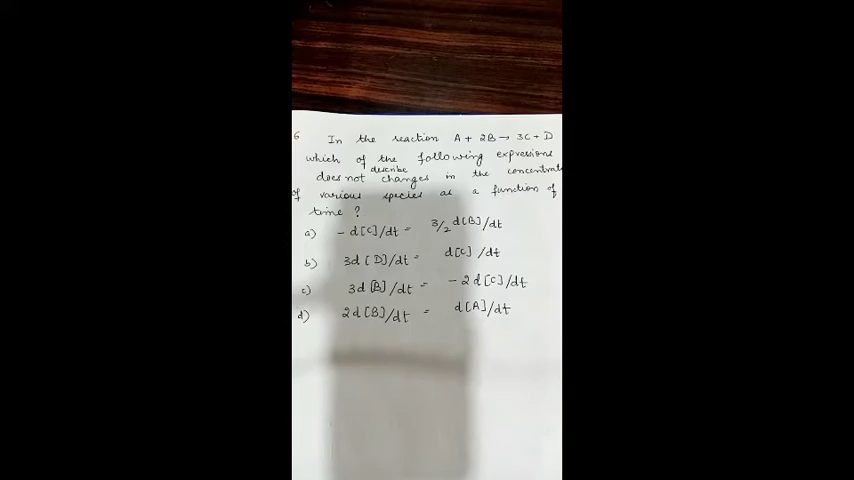 6 In the reaction A + 2B → 3C + D
which of the following expressions
does not describe changes in the concentrate
of various species as a function of
time ?
a) - d[C]/dt = 3/2 d[B]/dt
b) 3d [D]/dt = d[C] /dt
c) 3d [B] /dt = - 2d[C]/dt
d) 2d[B]/dt = d[A]/dt